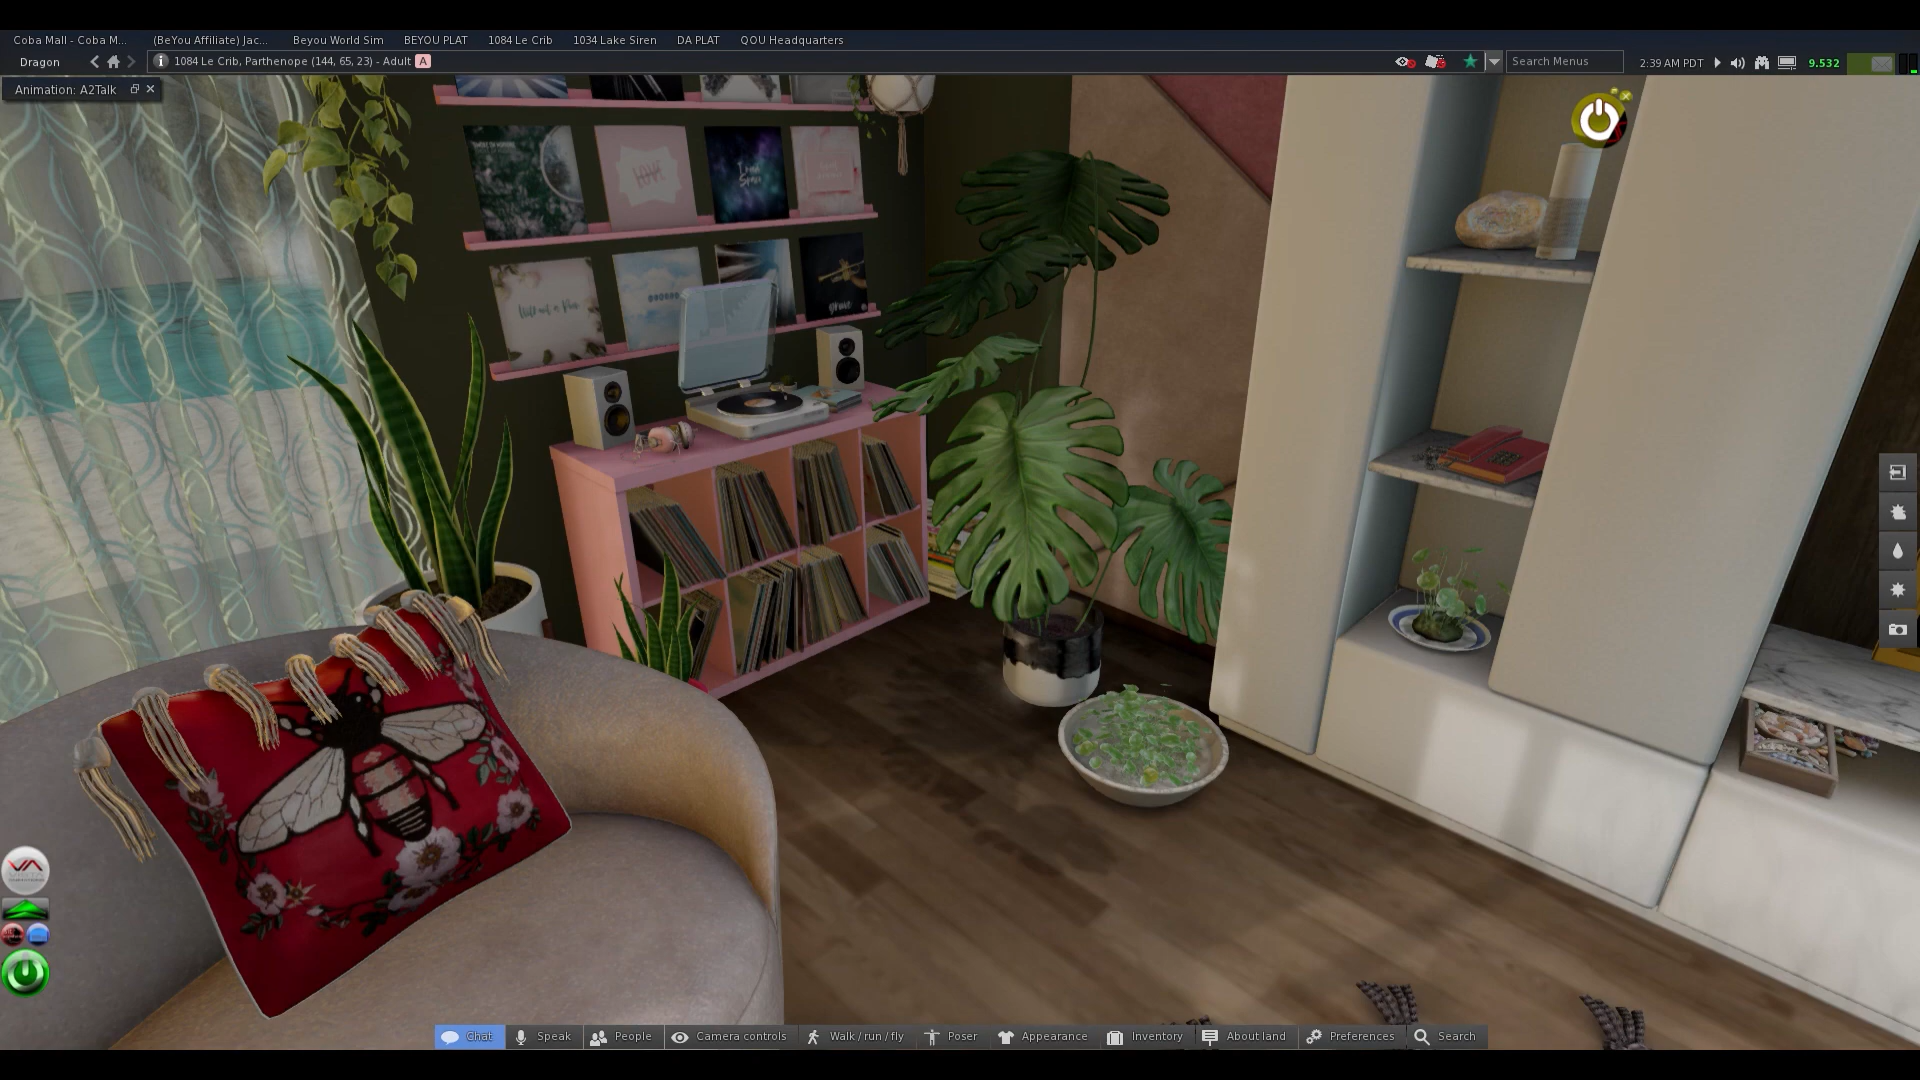 Coba Mall - Coba M...
(BeYou Affiliate) Jac...
Beyou World Sim
BEYOU PLAT
1084 Le Crib
1034 Lake Siren
DA PLAT
QOU Headquarters
Dragon
1084 Le Crib, Parthenope (144, 65, 23) - Adult A
Search Menus
2:39 AM PDT
9.532
Animation: A2Talk
LOVE
Chat
Speak
People
Camera controls
Walk / run / fly
Poser
Appearance
Inventory
About land
Preferences
Search